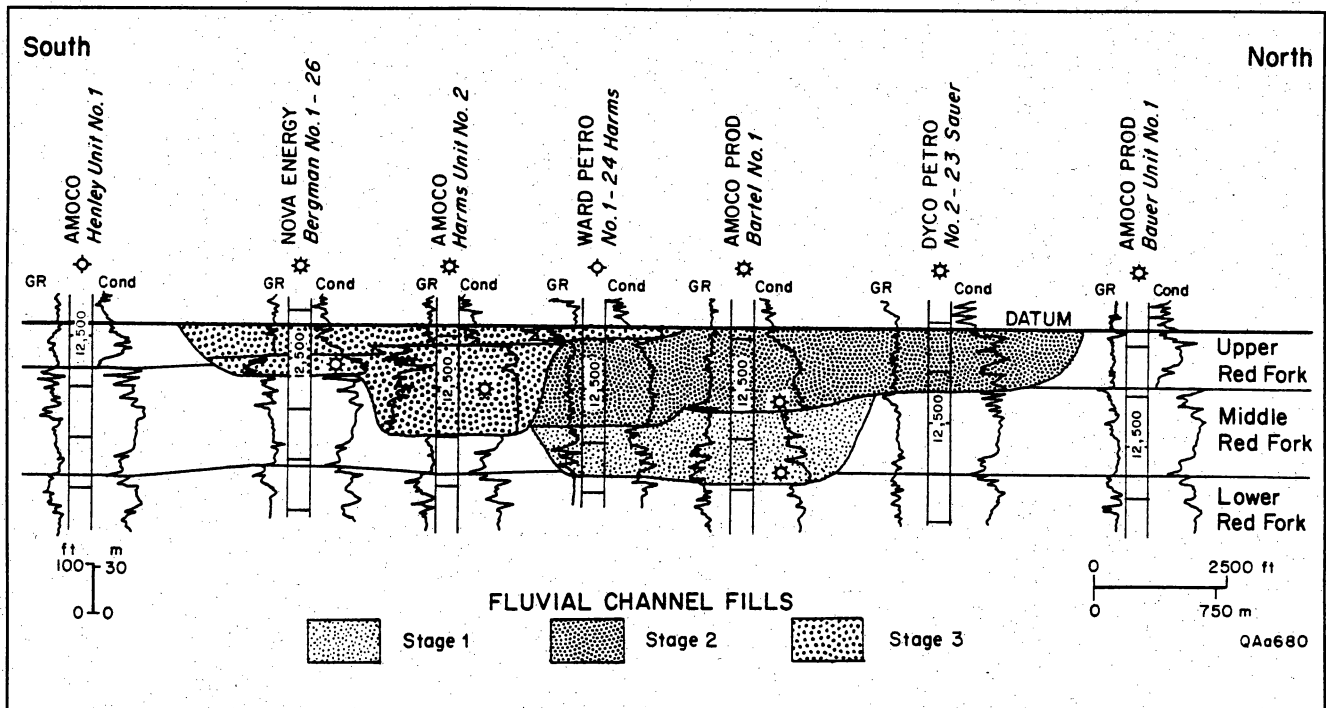 South
North
AMOCO
Henley Unit No. 1
NOVA ENERGY
Bergman No. 1 - 26
AMOCO
Harms Unit No. 2
WARD PETRO
No. 1 - 24 Harms
AMOCO PROD
Bartel No. 1
DYCO PETRO
No. 2 - 23 Sauer
AMOCO PROD
Bauer Unit No. 1
GR Cond
GR Cond
GR Cond
GR Cond
GR Cond
GR Cond
GR Cond
DATUM
12,500
12,500
12,500
12,500
12,500
12,500
12,500
Upper
Red Fork
Middle
Red Fork
Lower
Red Fork
ft m
100 30
0 0
0 2500 ft
0 750 m
FLUVIAL CHANNEL FILLS
Stage 1
Stage 2
Stage 3
QAa680